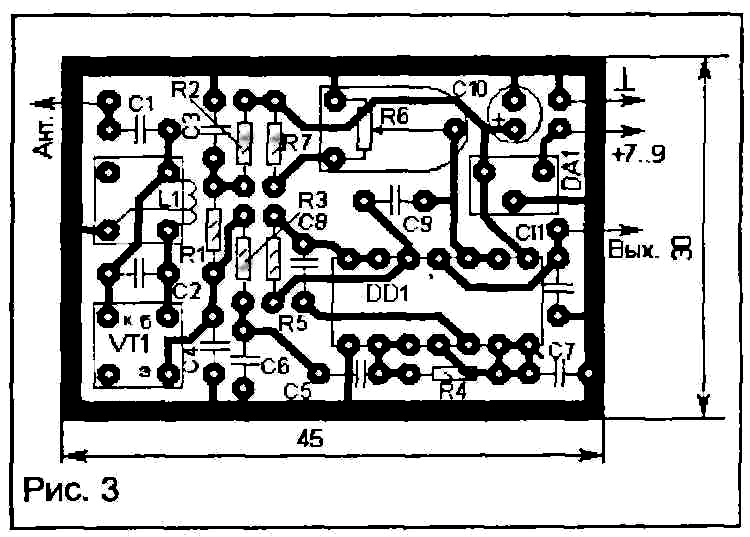 R2
C10
⊥
C1
Ант.
C3
R7
R6
+
+7..9
DA1
L1
R3
C8
C9
C11
R1
Вых.
30
C2
DD1
R5
к б
VT1
э
C4
C6
C5
R4
C7
45
Рис. 3